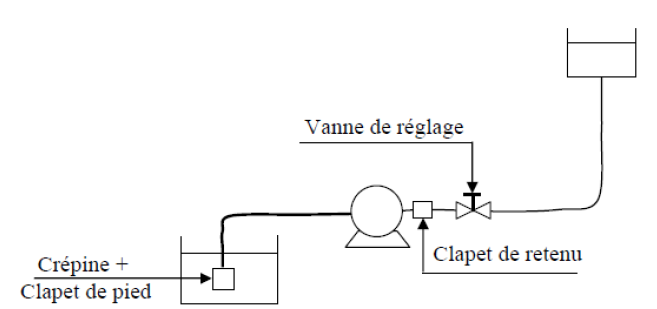 Vanne de réglage
Clapet de retenu
Crépine +
Clapet de pied